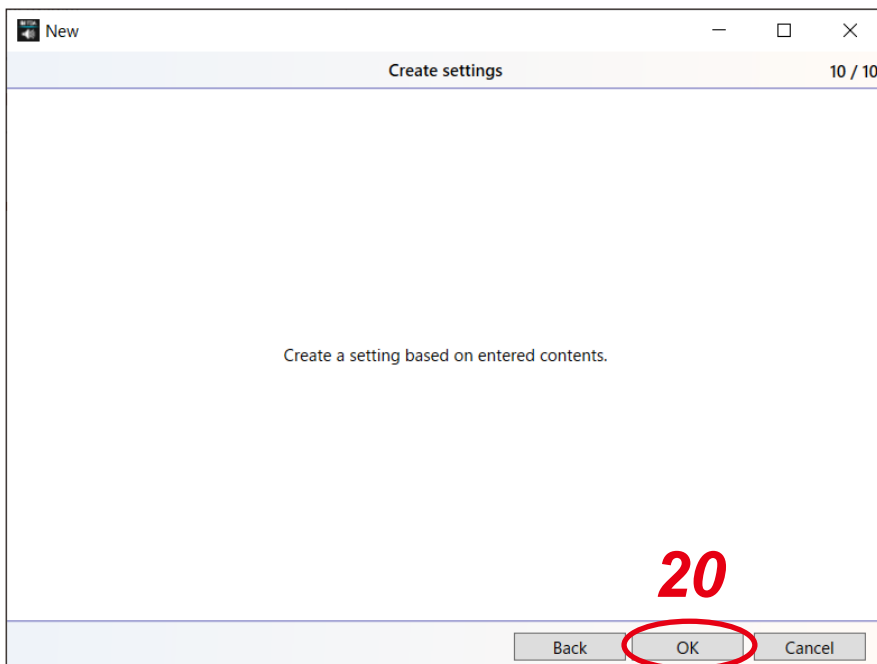 New
Create settings 10 / 10
Create a setting based on entered contents.
20
Back OK Cancel